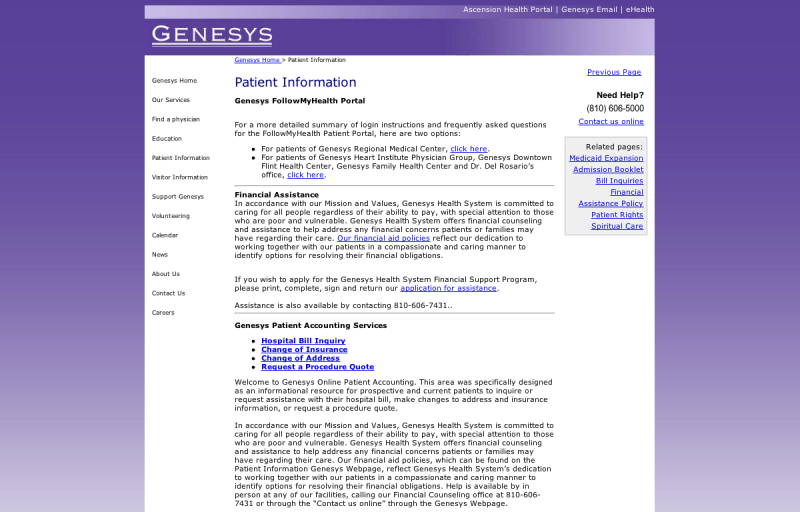 Ascension Health Portal | Genesys Email | eHealth
GENESYS
Genesys Home > Patient Information
Genesys Home
Our Services
Find a physician
Education
Patient Information
Visitor Information
Support Genesys
Volunteering
Calendar
News
About Us
Contact Us
Careers
Patient Information
Genesys FollowMyHealth Portal
For a more detailed summary of login instructions and frequently asked questions
for the FollowMyHealth Patient Portal, here are two options:
For patients of Genesys Regional Medical Center, click here.
For patients of Genesys Heart Institute Physician Group, Genesys Downtown
Flint Health Center, Genesys Family Health Center and Dr. Del Rosario's
office, click here.
Financial Assistance
In accordance with our Mission and Values, Genesys Health System is committed to
caring for all people regardless of their ability to pay, with special attention to those
who are poor and vulnerable. Genesys Health System offers financial counseling
and assistance to help address any financial concerns patients or families may
have regarding their care. Our financial aid policies reflect our dedication to
working together with our patients in a compassionate and caring manner to
identify options for resolving their financial obligations.
If you wish to apply for the Genesys Health System Financial Support Program,
please print, complete, sign and return our application for assistance.
Assistance is also available by contacting 810-606-7431..
Genesys Patient Accounting Services
Hospital Bill Inquiry
Change of Insurance
Change of Address
Request a Procedure Quote
Welcome to Genesys Online Patient Accounting. This area was specifically designed
as an informational resource for prospective and current patients to inquire or
request assistance with their hospital bill, make changes to address and insurance
information, or request a procedure quote.
In accordance with our Mission and Values, Genesys Health System is committed to
caring for all people regardless of their ability to pay, with special attention to those
who are poor and vulnerable. Genesys Health System offers financial counseling
and assistance to help address any financial concerns patients or families may
have regarding their care. Our financial aid policies, which can be found on the
Patient Information Genesys Webpage, reflect Genesys Health System's dedication
to working together with our patients in a compassionate and caring manner to
identify options for resolving their financial obligations. Help is available by in
person at any of our facilities, calling our Financial Counseling office at 810-606-
7431 or through the “Contact us online” through the Genesys Webpage.
Previous Page
Need Help?
(810) 606-5000
Contact us online
Related pages:
Medicaid Expansion
Admission Booklet
Bill Inquiries
Financial
Assistance Policy
Patient Rights
Spiritual Care